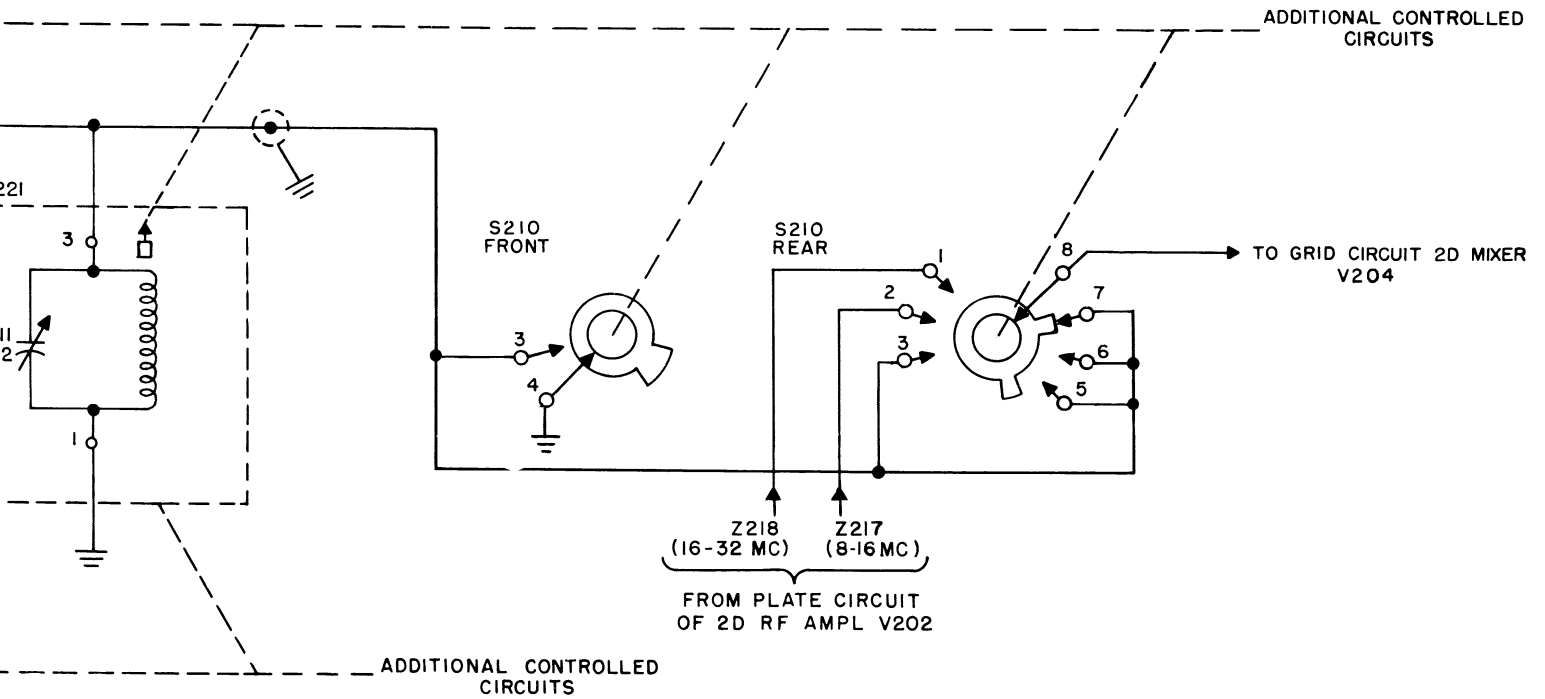 ADDITIONAL CONTROLLED
CIRCUITS
221
3
1
11
2
S210
FRONT
3
4
S210
REAR
1
2
3
8
7
6
5
TO GRID CIRCUIT 2D MIXER
V204
Z218
(16-32 MC)
Z217
(8-16MC)
FROM PLATE CIRCUIT
OF 2D RF AMPL V202
ADDITIONAL CONTROLLED
CIRCUITS